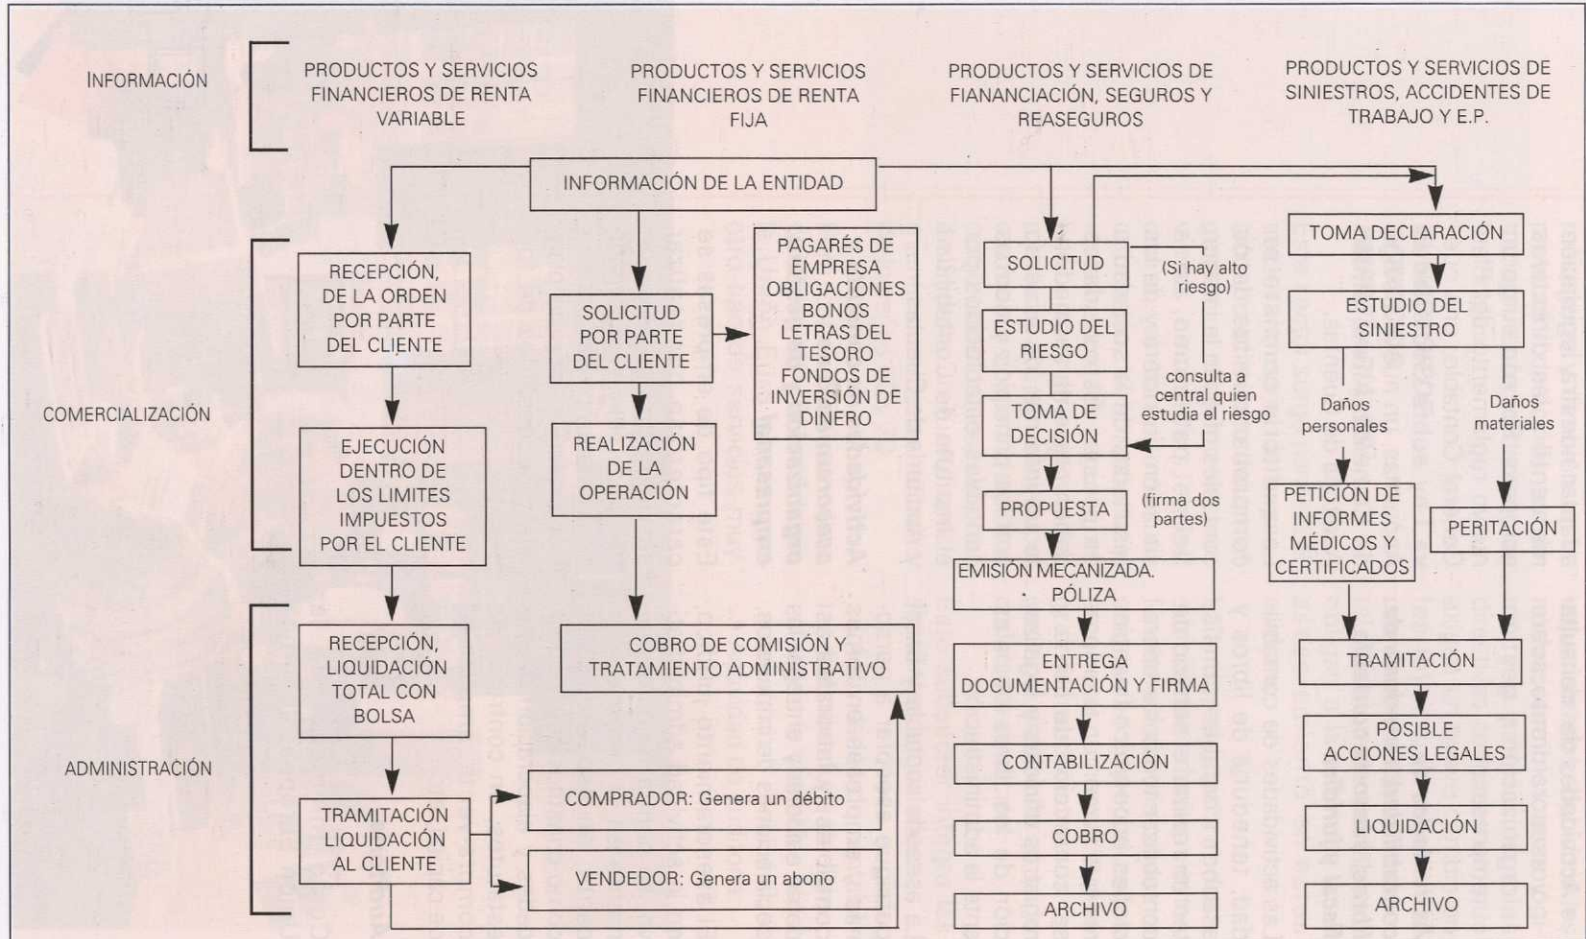 INFORMACIÓN
PRODUCTOS Y SERVICIOS
FINANCIEROS DE RENTA
VARIABLE
PRODUCTOS Y SERVICIOS
FINANCIEROS DE RENTA
FIJA
PRODUCTOS Y SERVICIOS DE
FIANANCIACIÓN, SEGUROS Y
REASEGUROS
PRODUCTOS Y SERVICIOS DE
SINIESTROS, ACCIDENTES DE
TRABAJO Y E.P.
INFORMACIÓN DE LA ENTIDAD
COMERCIALIZACIÓN
RECEPCIÓN,
DE LA ORDEN
POR PARTE
DEL CLIENTE
EJECUCIÓN
DENTRO DE
LOS LIMITES
IMPUESTOS
POR EL CLIENTE
SOLICITUD
POR PARTE
DEL CLIENTE
PAGARÉS DE
EMPRESA
OBLIGACIONES
BONOS
LETRAS DEL
TESORO
FONDOS DE
INVERSIÓN DE
DINERO
REALIZACIÓN
DE LA
OPERACIÓN
SOLICITUD
(Si hay alto
riesgo)
ESTUDIO DEL
RIESGO
consulta a
central quien
estudia el riesgo
TOMA DE
DECISIÓN
PROPUESTA
(firma dos
partes)
TOMA DECLARACIÓN
ESTUDIO DEL
SINIESTRO
Daños
personales
Daños
materiales
PETICIÓN DE
INFORMES
MÉDICOS Y
CERTIFICADOS
PERITACIÓN
ADMINISTRACIÓN
RECEPCIÓN,
LIQUIDACIÓN
TOTAL CON
BOLSA
TRAMITACIÓN
LIQUIDACIÓN
AL CLIENTE
COBRO DE COMISIÓN Y
TRATAMIENTO ADMINISTRATIVO
COMPRADOR: Genera un débito
VENDEDOR: Genera un abono
EMISIÓN MECANIZADA.
PÓLIZA
ENTREGA
DOCUMENTACIÓN Y FIRMA
CONTABILIZACIÓN
COBRO
ARCHIVO
TRAMITACIÓN
POSIBLE
ACCIONES LEGALES
LIQUIDACIÓN
ARCHIVO